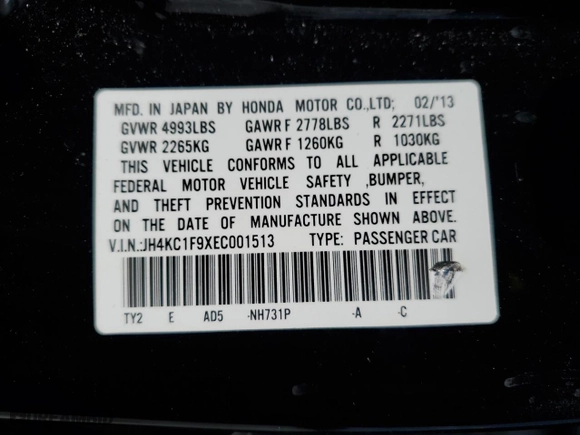 MFD. IN JAPAN BY HONDA MOTOR CO.,LTD; 02/'13
GVWR 4993LBS GAWR F 2778LBS R 2271LBS
GVWR 2265KG GAWR F 1260KG R 1030KG
THIS VEHICLE CONFORMS TO ALL APPLICABLE
FEDERAL MOTOR VEHICLE SAFETY ,BUMPER,
AND THEFT PREVENTION STANDARDS IN EFFECT
ON THE DATE OF MANUFACTURE SHOWN ABOVE.
V.I.N.:JH4KC1F9XEC001513 TYPE: PASSENGER CAR
TY2 E AD5 -NH731P -A -C